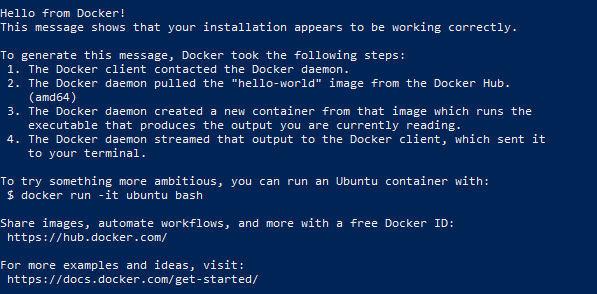 Hello from Docker!
This message shows that your installation appears to be working correctly.

To generate this message, Docker took the following steps:
 1. The Docker client contacted the Docker daemon.
 2. The Docker daemon pulled the "hello-world" image from the Docker Hub.
    (amd64)
 3. The Docker daemon created a new container from that image which runs the
    executable that produces the output you are currently reading.
 4. The Docker daemon streamed that output to the Docker client, which sent it
    to your terminal.

To try something more ambitious, you can run an Ubuntu container with:
 $ docker run -it ubuntu bash

Share images, automate workflows, and more with a free Docker ID:
 https://hub.docker.com/

For more examples and ideas, visit:
 https://docs.docker.com/get-started/